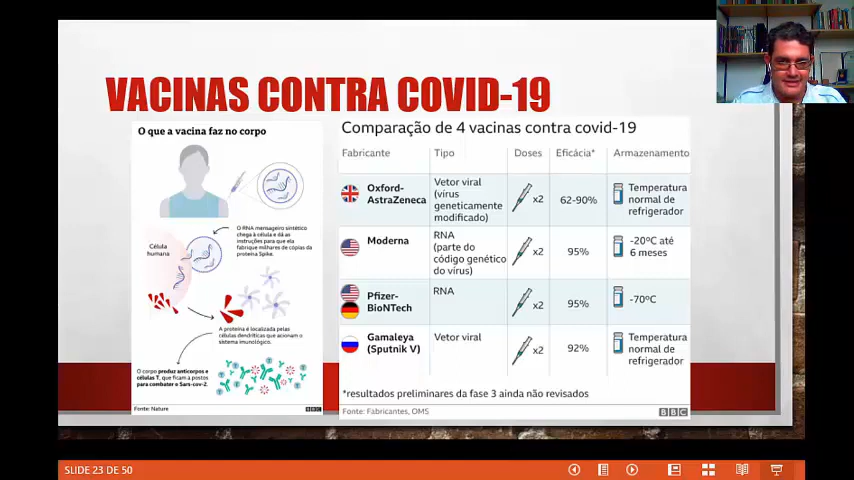 VACINAS CONTRA COVID-19
O que a vacina faz no corpo
O RNA mensageiro sintético
chega à célula e dá as
instruções para que ela
fabrique milhares de cópias da
proteína Spike.
Célula
humana
A proteína é localizada pelas
células dendríticas que acionam o
sistema imunológico.
O corpo produz anticorpos e
células T, que ficam a postos
para combater o Sars-cov-2.
Fonte: Nature
BBC
Comparação de 4 vacinas contra covid-19
Fabricante Tipo Doses Eficácia* Armazenamento
Oxford-
AstraZeneca
Vetor viral
(vírus
geneticamente
modificado)
x2
62-90%
Temperatura
normal de
refrigerador
Moderna
RNA
(parte do
código genético
do vírus)
x2
95%
-20ºC até
6 meses
Pfizer-
BioNTech
RNA
x2
95%
-70ºC
Gamaleya
(Sputnik V)
Vetor viral
x2
92%
Temperatura
normal de
refrigerador
*resultados preliminares da fase 3 ainda não revisados
Fonte: Fabricantes, OMS
BBC
SLIDE 23 DE 50